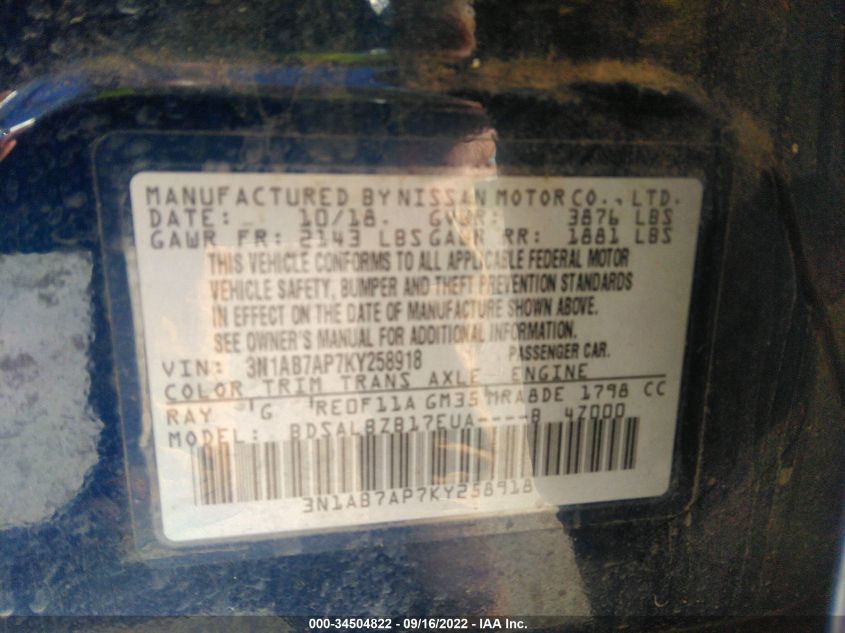 MANUFACTURED BY NISSAN MOTOR CO., LTD.
DATE: 10/18. GVWR: 3876 LBS
GAWR FR: 2143 LBS GAWR RR: 1881 LBS
THIS VEHICLE CONFORMS TO ALL APPLICABLE FEDERAL MOTOR
VEHICLE SAFETY, BUMPER AND THEFT PREVENTION STANDARDS
IN EFFECT ON THE DATE OF MANUFACTURE SHOWN ABOVE.
SEE OWNER'S MANUAL FOR ADDITIONAL INFORMATION.
VIN: 3N1AB7AP7KY258918 PASSENGER CAR.
COLOR TRIM TRANS AXLE ENGINE
RAY G RE0F11A GM35 MRA8DE 1798 CC
MODEL: BDSALBZB17EUA----B 47000
3N1AB7AP7KY258918
000-34504822 - 09/16/2022 - IAA Inc.